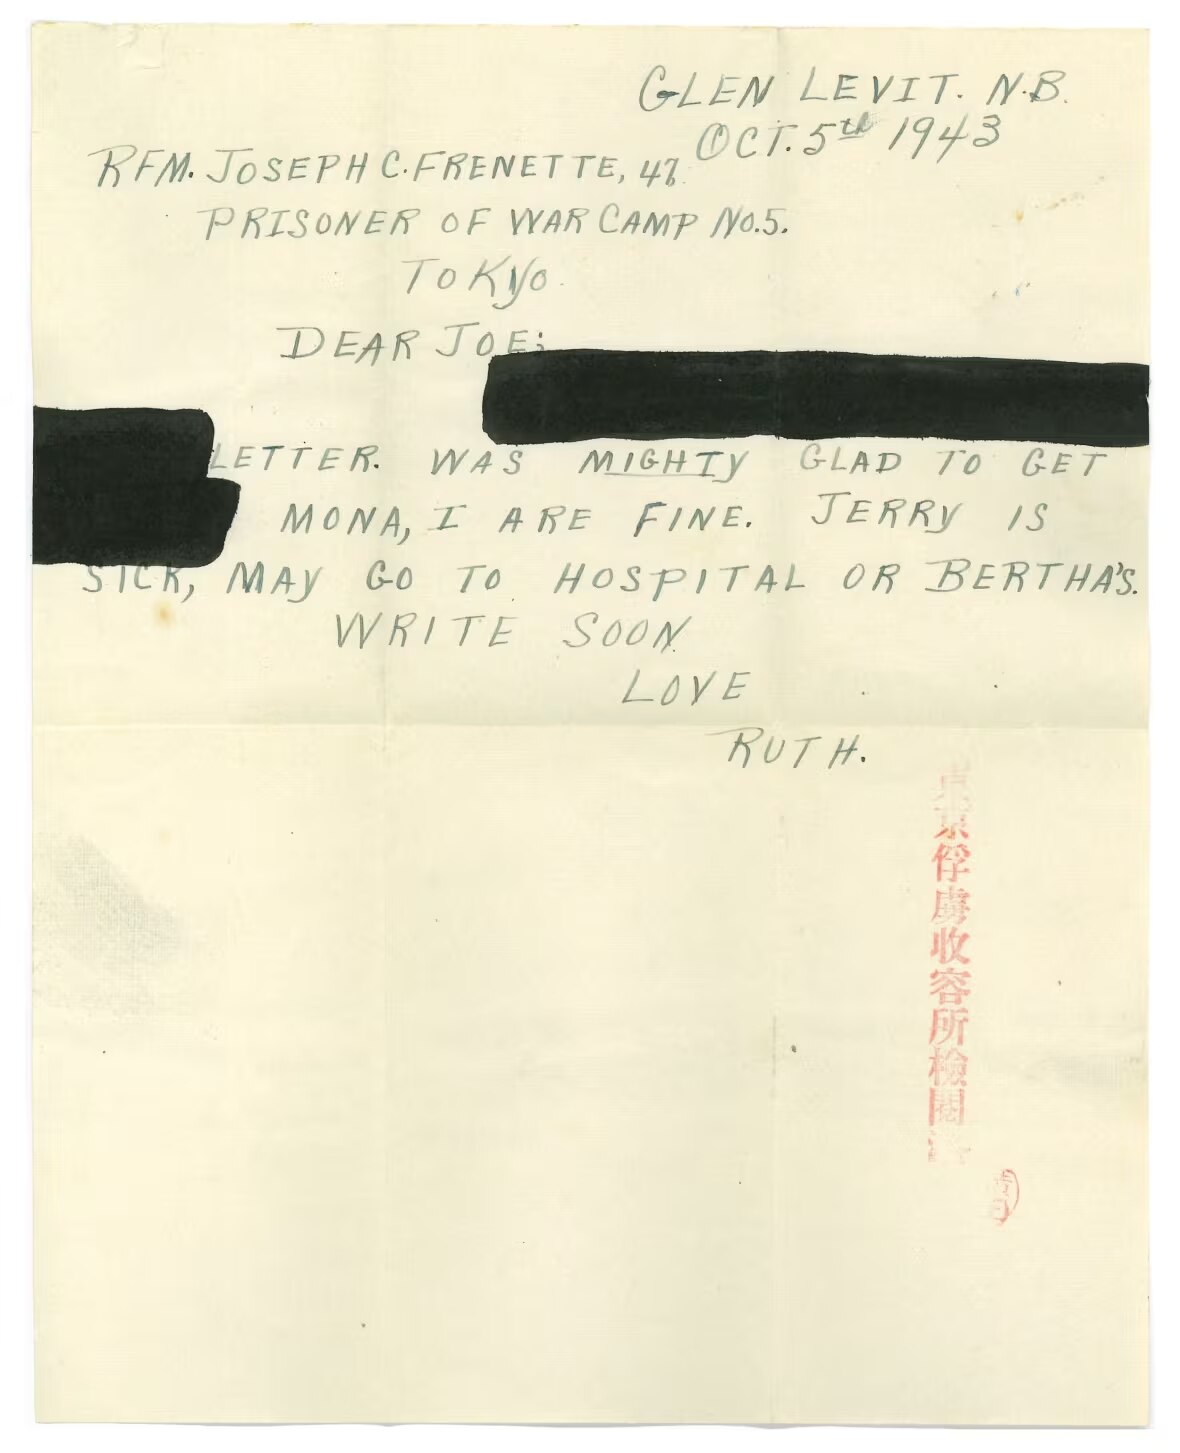 GLEN LEVIT. N.B.
OCT. 5th 1943
RFM. JOSEPH C. FRENETTE, 47
PRISONER OF WAR CAMP No. 5.
TOKYO.
DEAR JOE;
LETTER. WAS MIGHTY GLAD TO GET
MONA, I ARE FINE. JERRY IS
SICK, MAY GO TO HOSPITAL OR BERTHA'S.
WRITE SOON.
LOVE
RUTH.
東京俘虜收容所檢閲